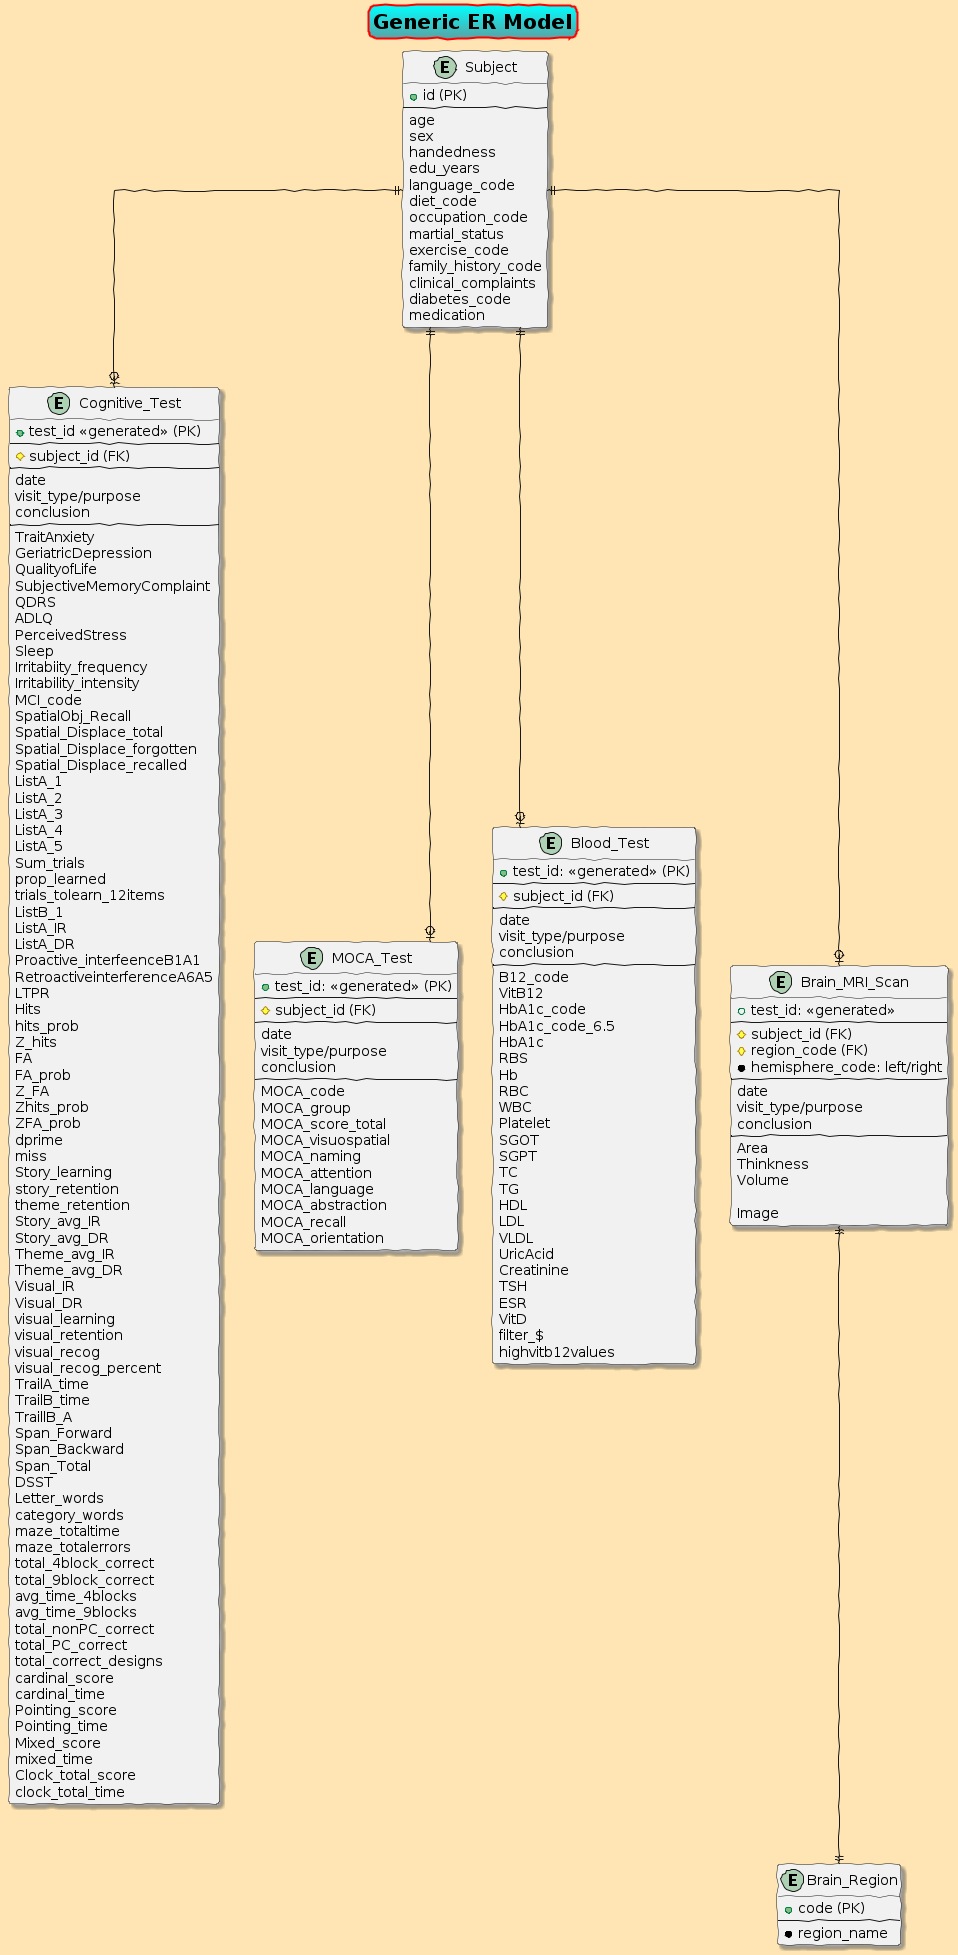 Generic ER Model
E Subject
id (PK)
age
sex
handedness
edu_years
language_code
diet_code
occupation_code
martial_status
exercise_code
family_history_code
clinical_complaints
diabetes_code
medication
E Cognitive_Test
test_id «generated» (PK)
subject_id (FK)
date
visit_type/purpose
conclusion
TraitAnxiety
GeriatricDepression
QualityofLife
SubjectiveMemoryComplaint
QDRS
ADLQ
PerceivedStress
Sleep
Irritabiity_frequency
Irritability_intensity
MCI_code
SpatialObj_Recall
Spatial_Displace_total
Spatial_Displace_forgotten
Spatial_Displace_recalled
ListA_1
ListA_2
ListA_3
ListA_4
ListA_5
Sum_trials
prop_learned
trials_tolearn_12items
ListB_1
ListA_IR
ListA_DR
Proactive_interfeenceB1A1
RetroactiveinterferenceA6A5
LTPR
Hits
hits_prob
Z_hits
FA
FA_prob
Z_FA
Zhits_prob
ZFA_prob
dprime
miss
Story_learning
story_retention
theme_retention
Story_avg_IR
Story_avg_DR
Theme_avg_IR
Theme_avg_DR
Visual_IR
Visual_DR
visual_learning
visual_retention
visual_recog
visual_recog_percent
TrailA_time
TrailB_time
TraillB_A
Span_Forward
Span_Backward
Span_Total
DSST
Letter_words
category_words
maze_totaltime
maze_totalerrors
total_4block_correct
total_9block_correct
avg_time_4blocks
avg_time_9blocks
total_nonPC_correct
total_PC_correct
total_correct_designs
cardinal_score
cardinal_time
Pointing_score
Pointing_time
Mixed_score
mixed_time
Clock_total_score
clock_total_time
E MOCA_Test
test_id: «generated» (PK)
subject_id (FK)
date
visit_type/purpose
conclusion
MOCA_code
MOCA_group
MOCA_score_total
MOCA_visuospatial
MOCA_naming
MOCA_attention
MOCA_language
MOCA_abstraction
MOCA_recall
MOCA_orientation
E Blood_Test
test_id: «generated» (PK)
subject_id (FK)
date
visit_type/purpose
conclusion
B12_code
VitB12
HbA1c_code
HbA1c_code_6.5
HbA1c
RBS
Hb
RBC
WBC
Platelet
SGOT
SGPT
TC
TG
HDL
LDL
VLDL
UricAcid
Creatinine
TSH
ESR
VitD
filter_$
highvitb12values
E Brain_MRI_Scan
test_id: «generated»
subject_id (FK)
region_code (FK)
hemisphere_code: left/right
date
visit_type/purpose
conclusion
Area
Thinkness
Volume
Image
E Brain_Region
code (PK)
region_name